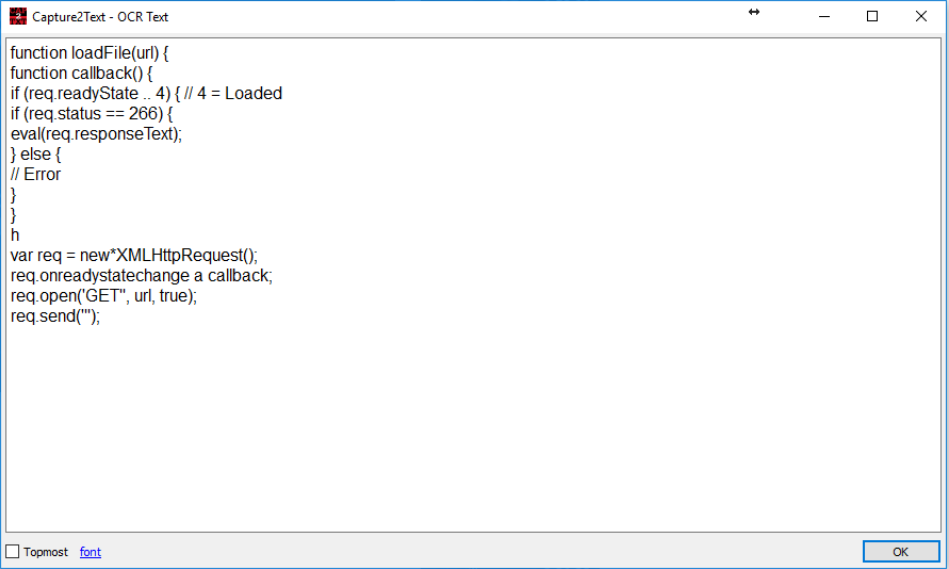 Capture2Text - OCR Text
function loadFile(url) {
function callback() {
if (req.readyState .. 4) { // 4 = Loaded
if (req.status == 266) {
eval(req.responseText);
} else {
// Error
}
}
h
var req = new*XMLHttpRequest();
req.onreadystatechange a callback;
req.open('GET", url, true);
req.send("');
Topmost font OK